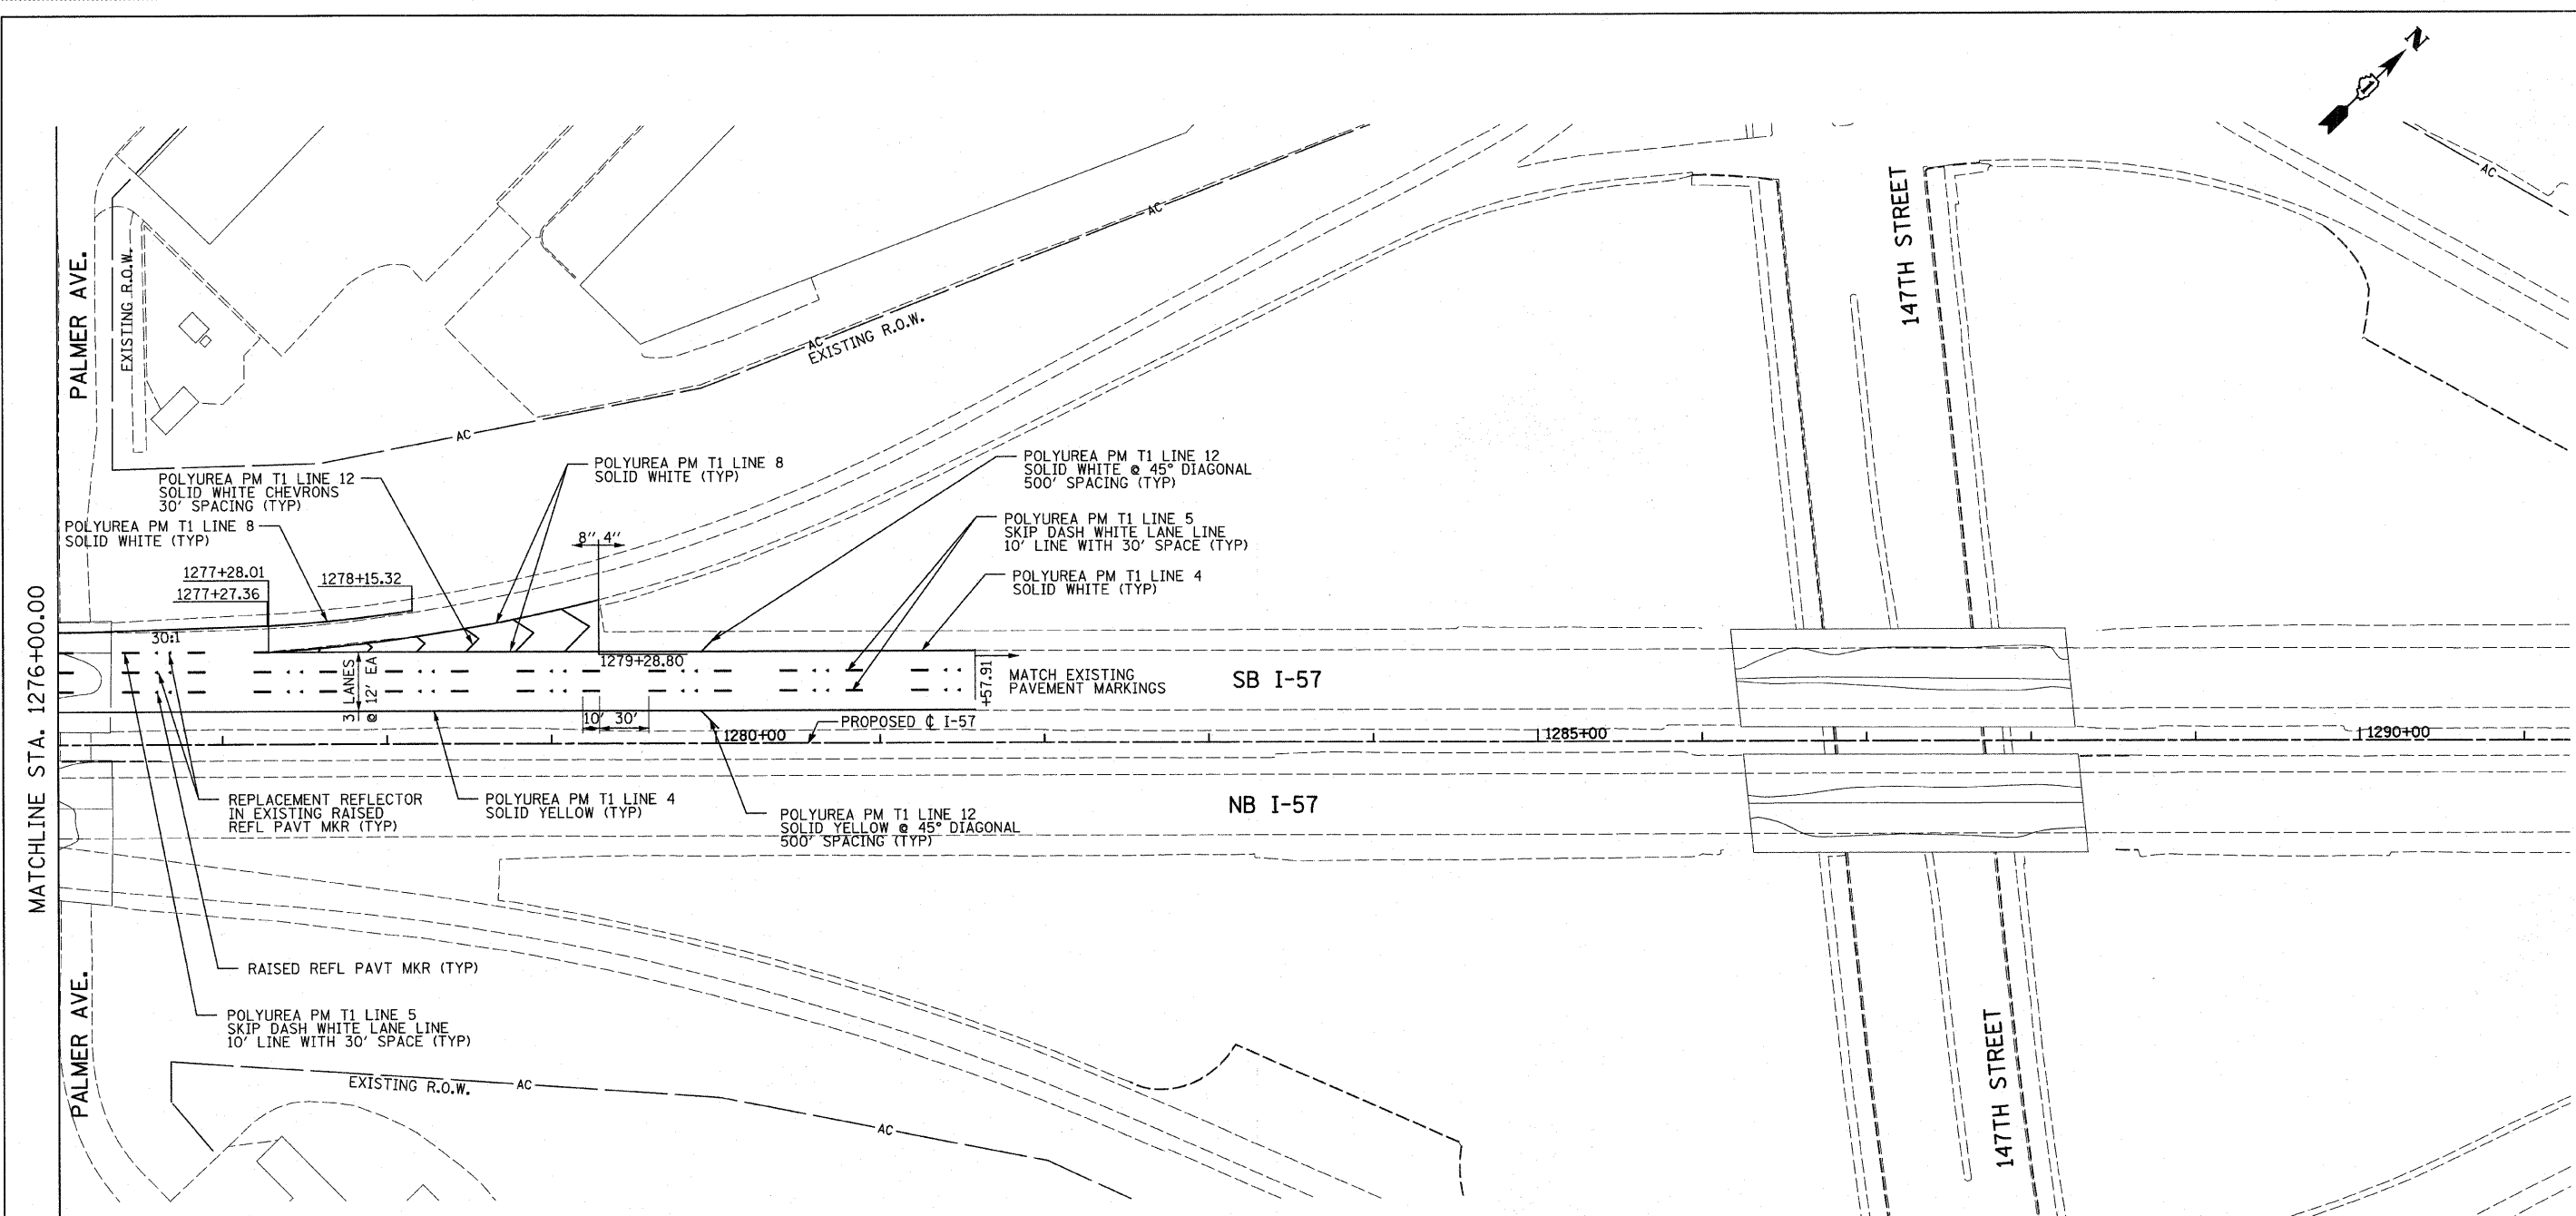 N
1
PALMER AVE.
EXISTING R.O.W.
AC
AC
EXISTING R.O.W.
AC
AC
147TH STREET
POLYUREA PM T1 LINE 12
SOLID WHITE CHEVRONS
30' SPACING (TYP)
POLYUREA PM T1 LINE 8
SOLID WHITE (TYP)
POLYUREA PM T1 LINE 8
SOLID WHITE (TYP)
POLYUREA PM T1 LINE 12
SOLID WHITE @ 45° DIAGONAL
500' SPACING (TYP)
8" 4"
POLYUREA PM T1 LINE 5
SKIP DASH WHITE LANE LINE
10' LINE WITH 30' SPACE (TYP)
POLYUREA PM T1 LINE 4
SOLID WHITE (TYP)
1277+28.01
1277+27.36
1278+15.32
MATCHLINE STA. 1276+00.00
30:1
3 LANES
@ 12' EA
1279+28.80
+57.91
MATCH EXISTING
PAVEMENT MARKINGS
SB I-57
10' 30'
PROPOSED ℄ I-57
1280+00
1285+00
1290+00
REPLACEMENT REFLECTOR
IN EXISTING RAISED
REFL PAVT MKR (TYP)
POLYUREA PM T1 LINE 4
SOLID YELLOW (TYP)
POLYUREA PM T1 LINE 12
SOLID YELLOW @ 45° DIAGONAL
500' SPACING (TYP)
NB I-57
RAISED REFL PAVT MKR (TYP)
POLYUREA PM T1 LINE 5
SKIP DASH WHITE LANE LINE
10' LINE WITH 30' SPACE (TYP)
PALMER AVE.
EXISTING R.O.W.
AC
AC
147TH STREET